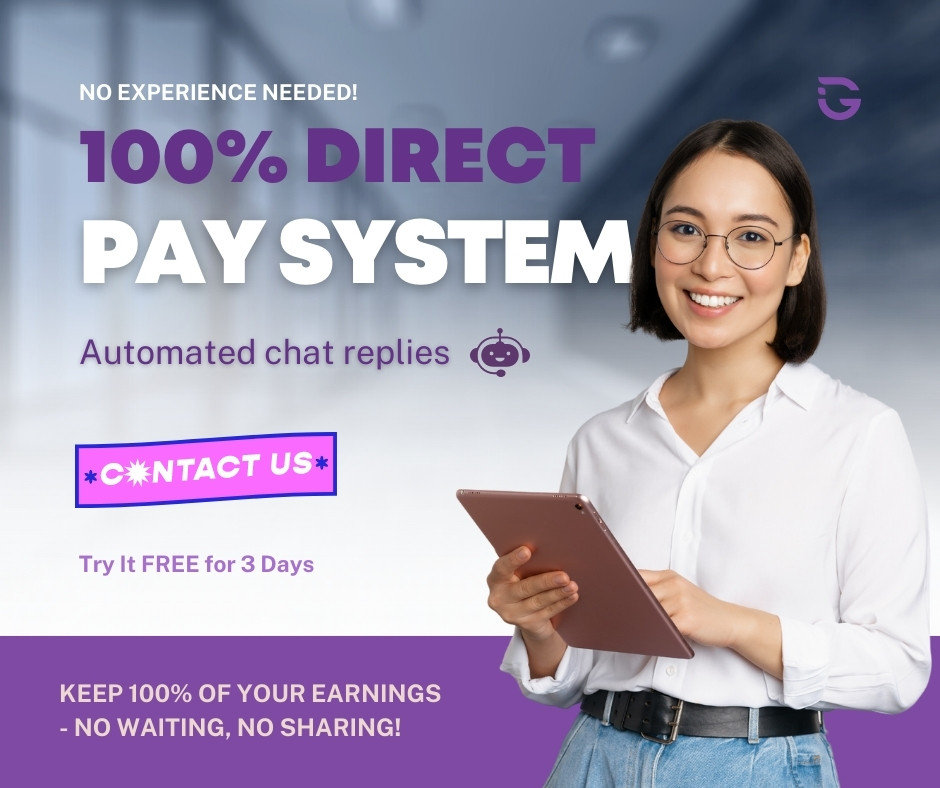 NO EXPERIENCE NEEDED!
100% DIRECT
PAY SYSTEM
Automated chat replies
*CONTACT US*
Try It FREE for 3 Days
KEEP 100% OF YOUR EARNINGS
- NO WAITING, NO SHARING!